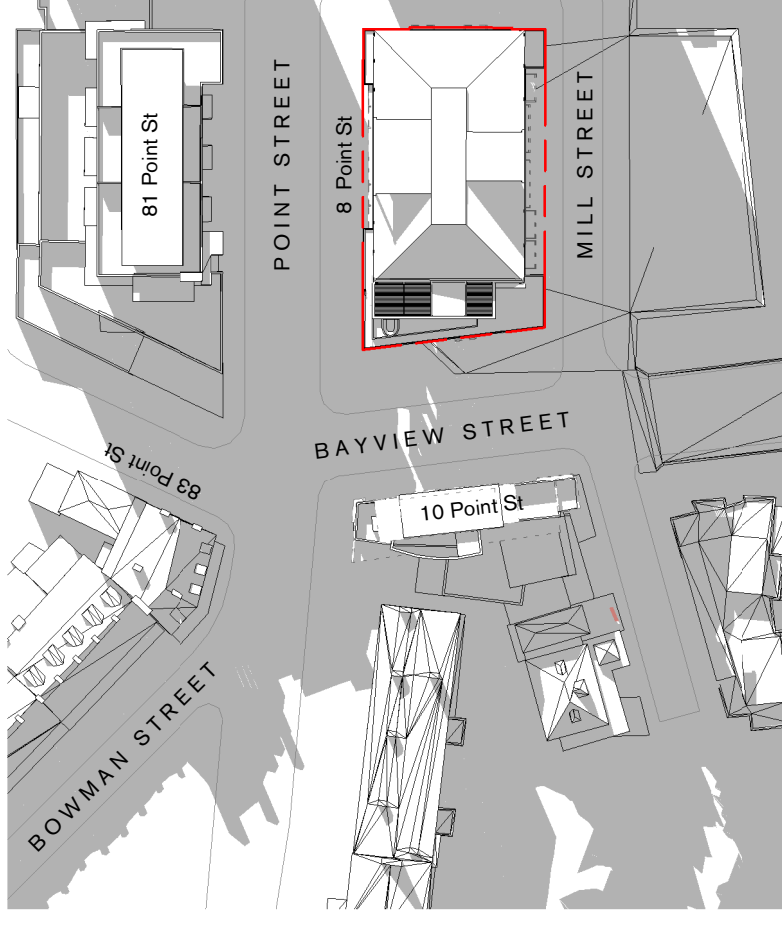 81 Point St
POINT STREET
8 Point St
MILL STREET
BAYVIEW STREET
83 Point St
10 Point St
BOWMAN STREET